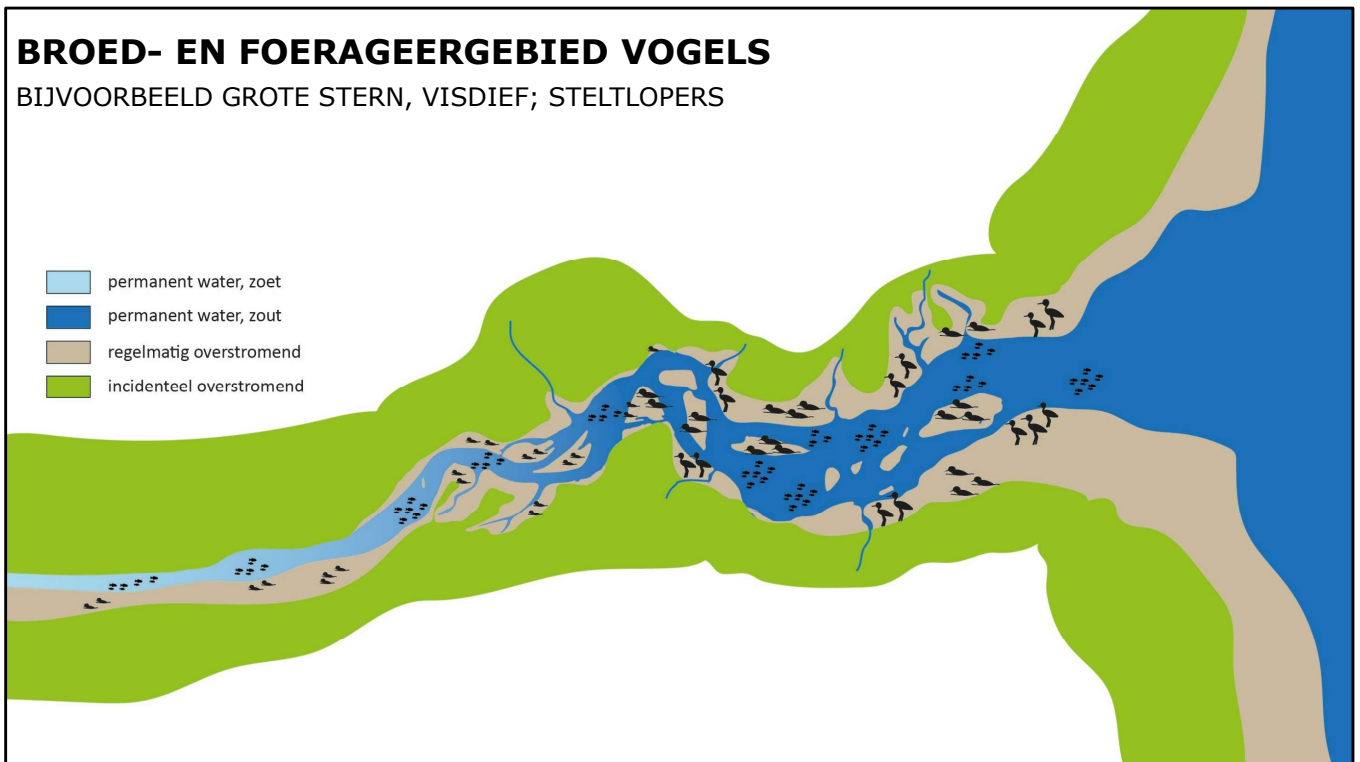 BROED- EN FOERAGEERGEBIED VOGELS
BIJVOORBEELD GROTE STERN, VISDIEF; STELTLOPERS
permanent water, zoet
permanent water, zout
regelmatig overstromend
incidenteel overstromend